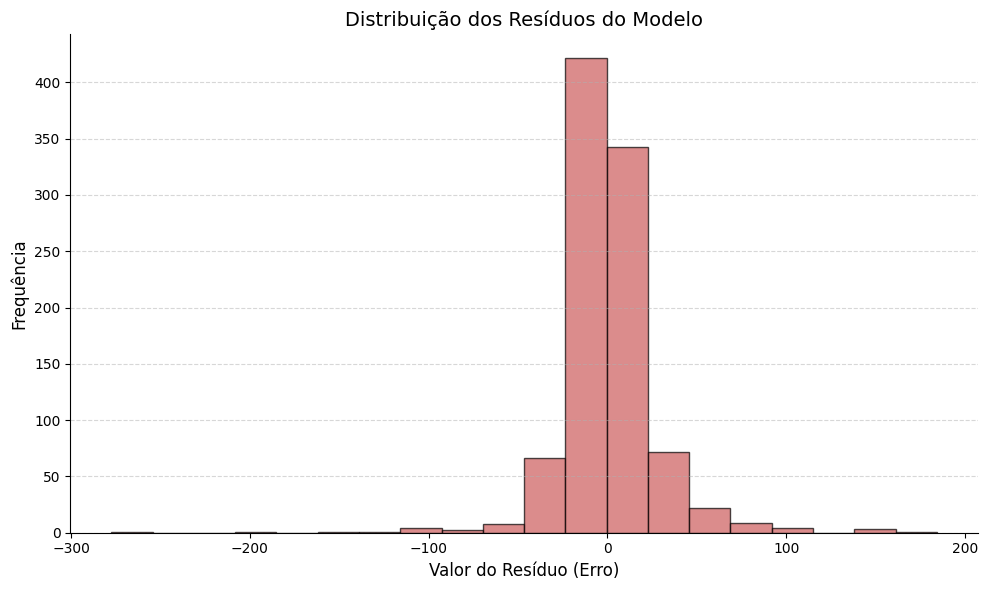 Distribuição dos Resíduos do Modelo
Frequência
400
350
300
250
200
150
100
50
0
−300 −200 −100 0 100 200
Valor do Resíduo (Erro)